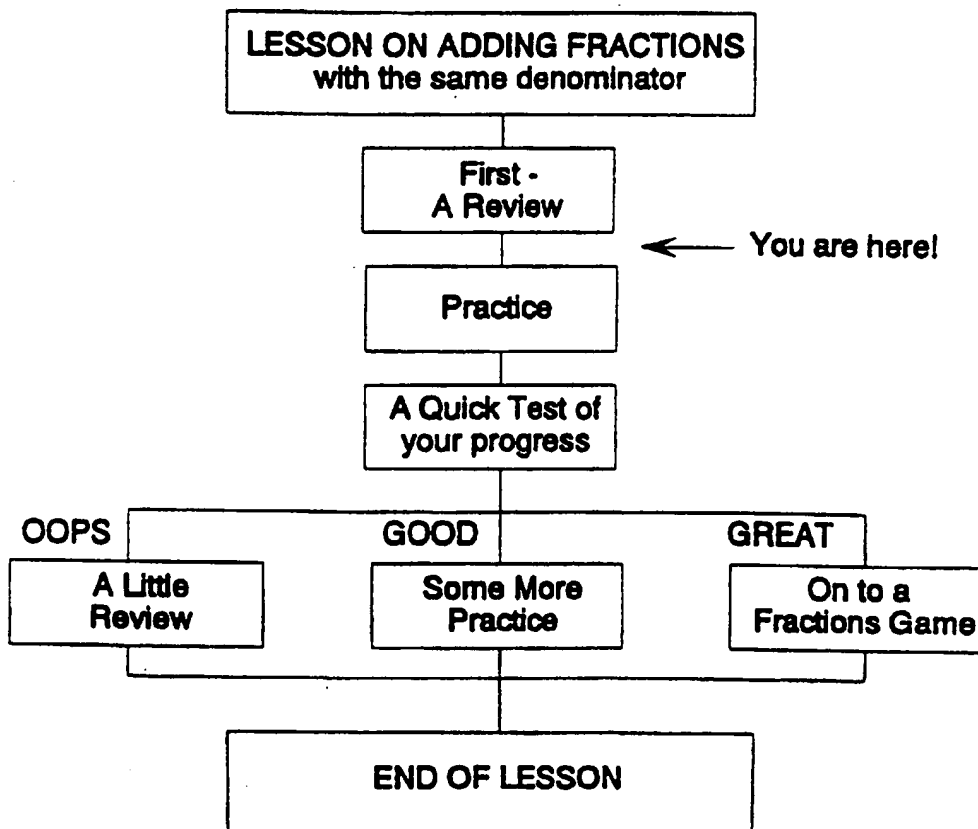 LESSON ON ADDING FRACTIONS
with the same denominator
First -
A Review
You are here!
Practice
A Quick Test of
your progress
OOPS
GOOD
GREAT
A Little
Review
Some More
Practice
On to a
Fractions Game
END OF LESSON